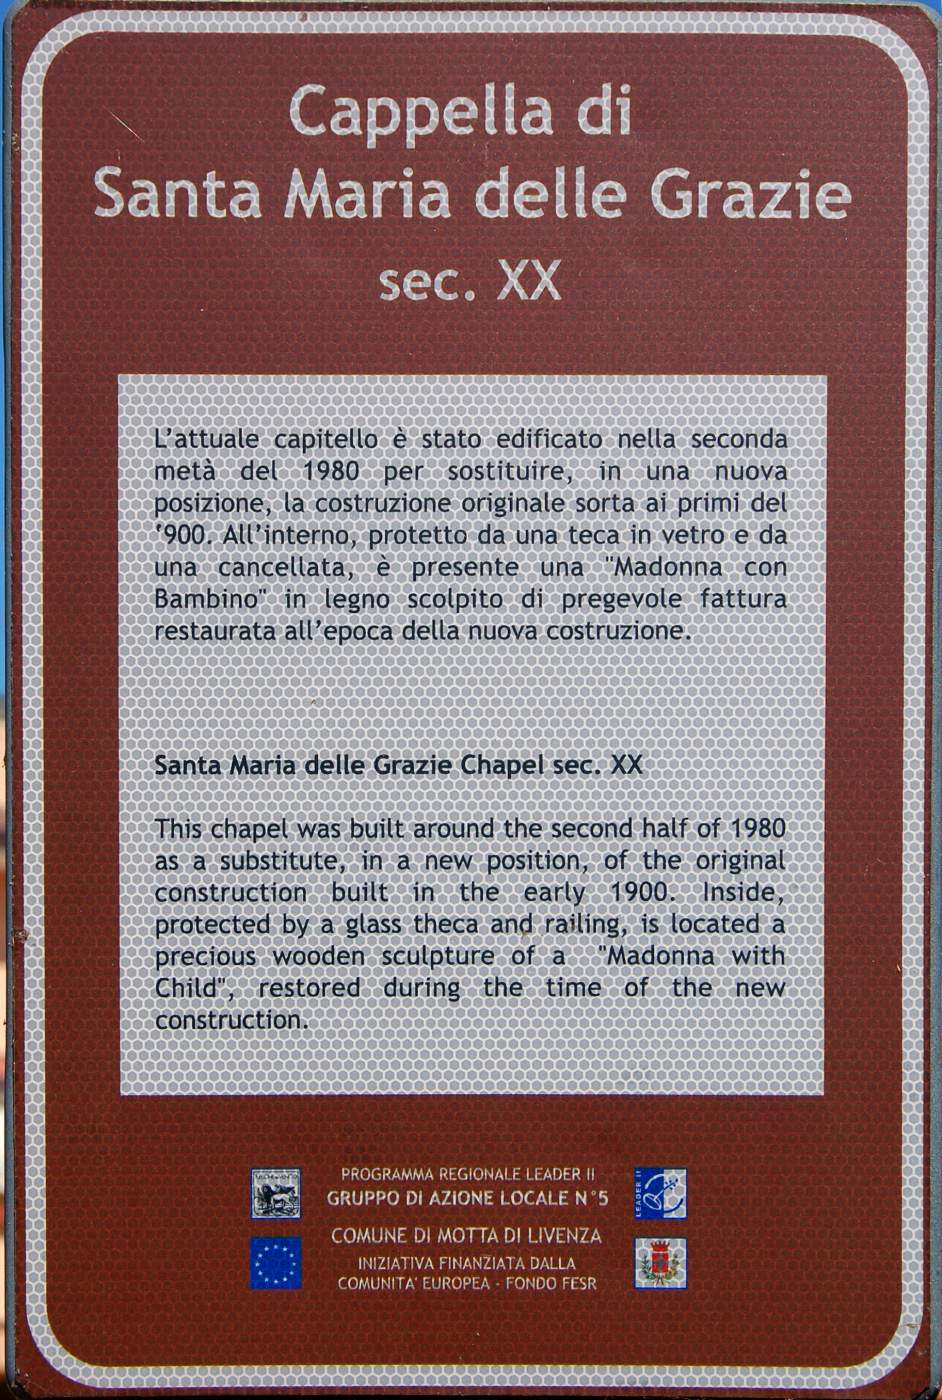 Cappella di
Santa Maria delle Grazie
sec. XX
L'attuale capitello è stato edificato nella seconda
metà del 1980 per sostituire, in una nuova
posizione, la costruzione originale sorta ai primi del
‘900. All'interno, protetto da una teca in vetro e da
una cancellata, è presente una "Madonna con
Bambino" in legno scolpito di pregevole fattura
restaurata all'epoca della nuova costruzione.
Santa Maria delle Grazie Chapel sec. XX
This chapel was built around the second half of 1980
as a substitute, in a new position, of the original
construction built in the early 1900. Inside,
protected by a glass theca and railing, is located a
precious wooden sculpture of a "Madonna with
Child", restored during the time of the new
construction.
PROGRAMMA REGIONALE LEADER II
GRUPPO DI AZIONE LOCALE N°5
COMUNE DI MOTTA DI LIVENZA
INIZIATIVA FINANZIATA DALLA
COMUNITA' EUROPEA - FONDO FESR
LEADER II